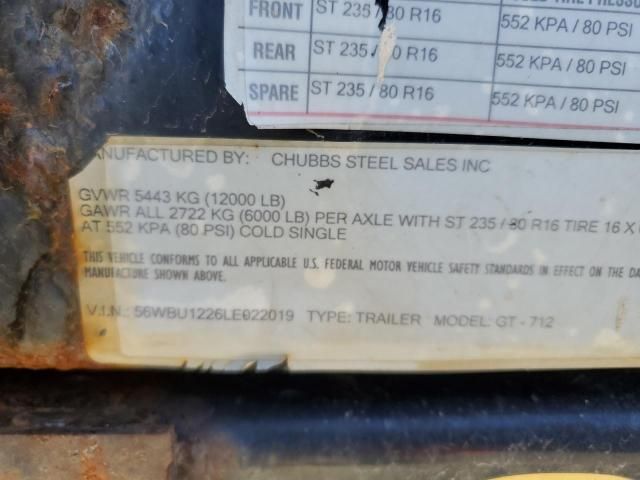 FRONT ST 235/80 R16 552 KPA / 80 PSI
REAR ST 235/80 R16 552 KPA / 80 PSI
SPARE ST 235/80 R16 552 KPA / 80 PSI
ANUFACTURED BY: CHUBBS STEEL SALES INC
GVWR 5443 KG (12000 LB)
GAWR ALL 2722 KG (6000 LB) PER AXLE WITH ST 235/80 R16 TIRE 16 X
AT 552 KPA (80 PSI) COLD SINGLE
THIS VEHICLE CONFORMS TO ALL APPLICABLE U.S. FEDERAL MOTOR VEHICLE SAFETY STANDARDS IN EFFECT ON THE DA
MANUFACTURE SHOWN ABOVE.
V.I.N.: 56WBU1226LE022019 TYPE: TRAILER MODEL: GT - 712